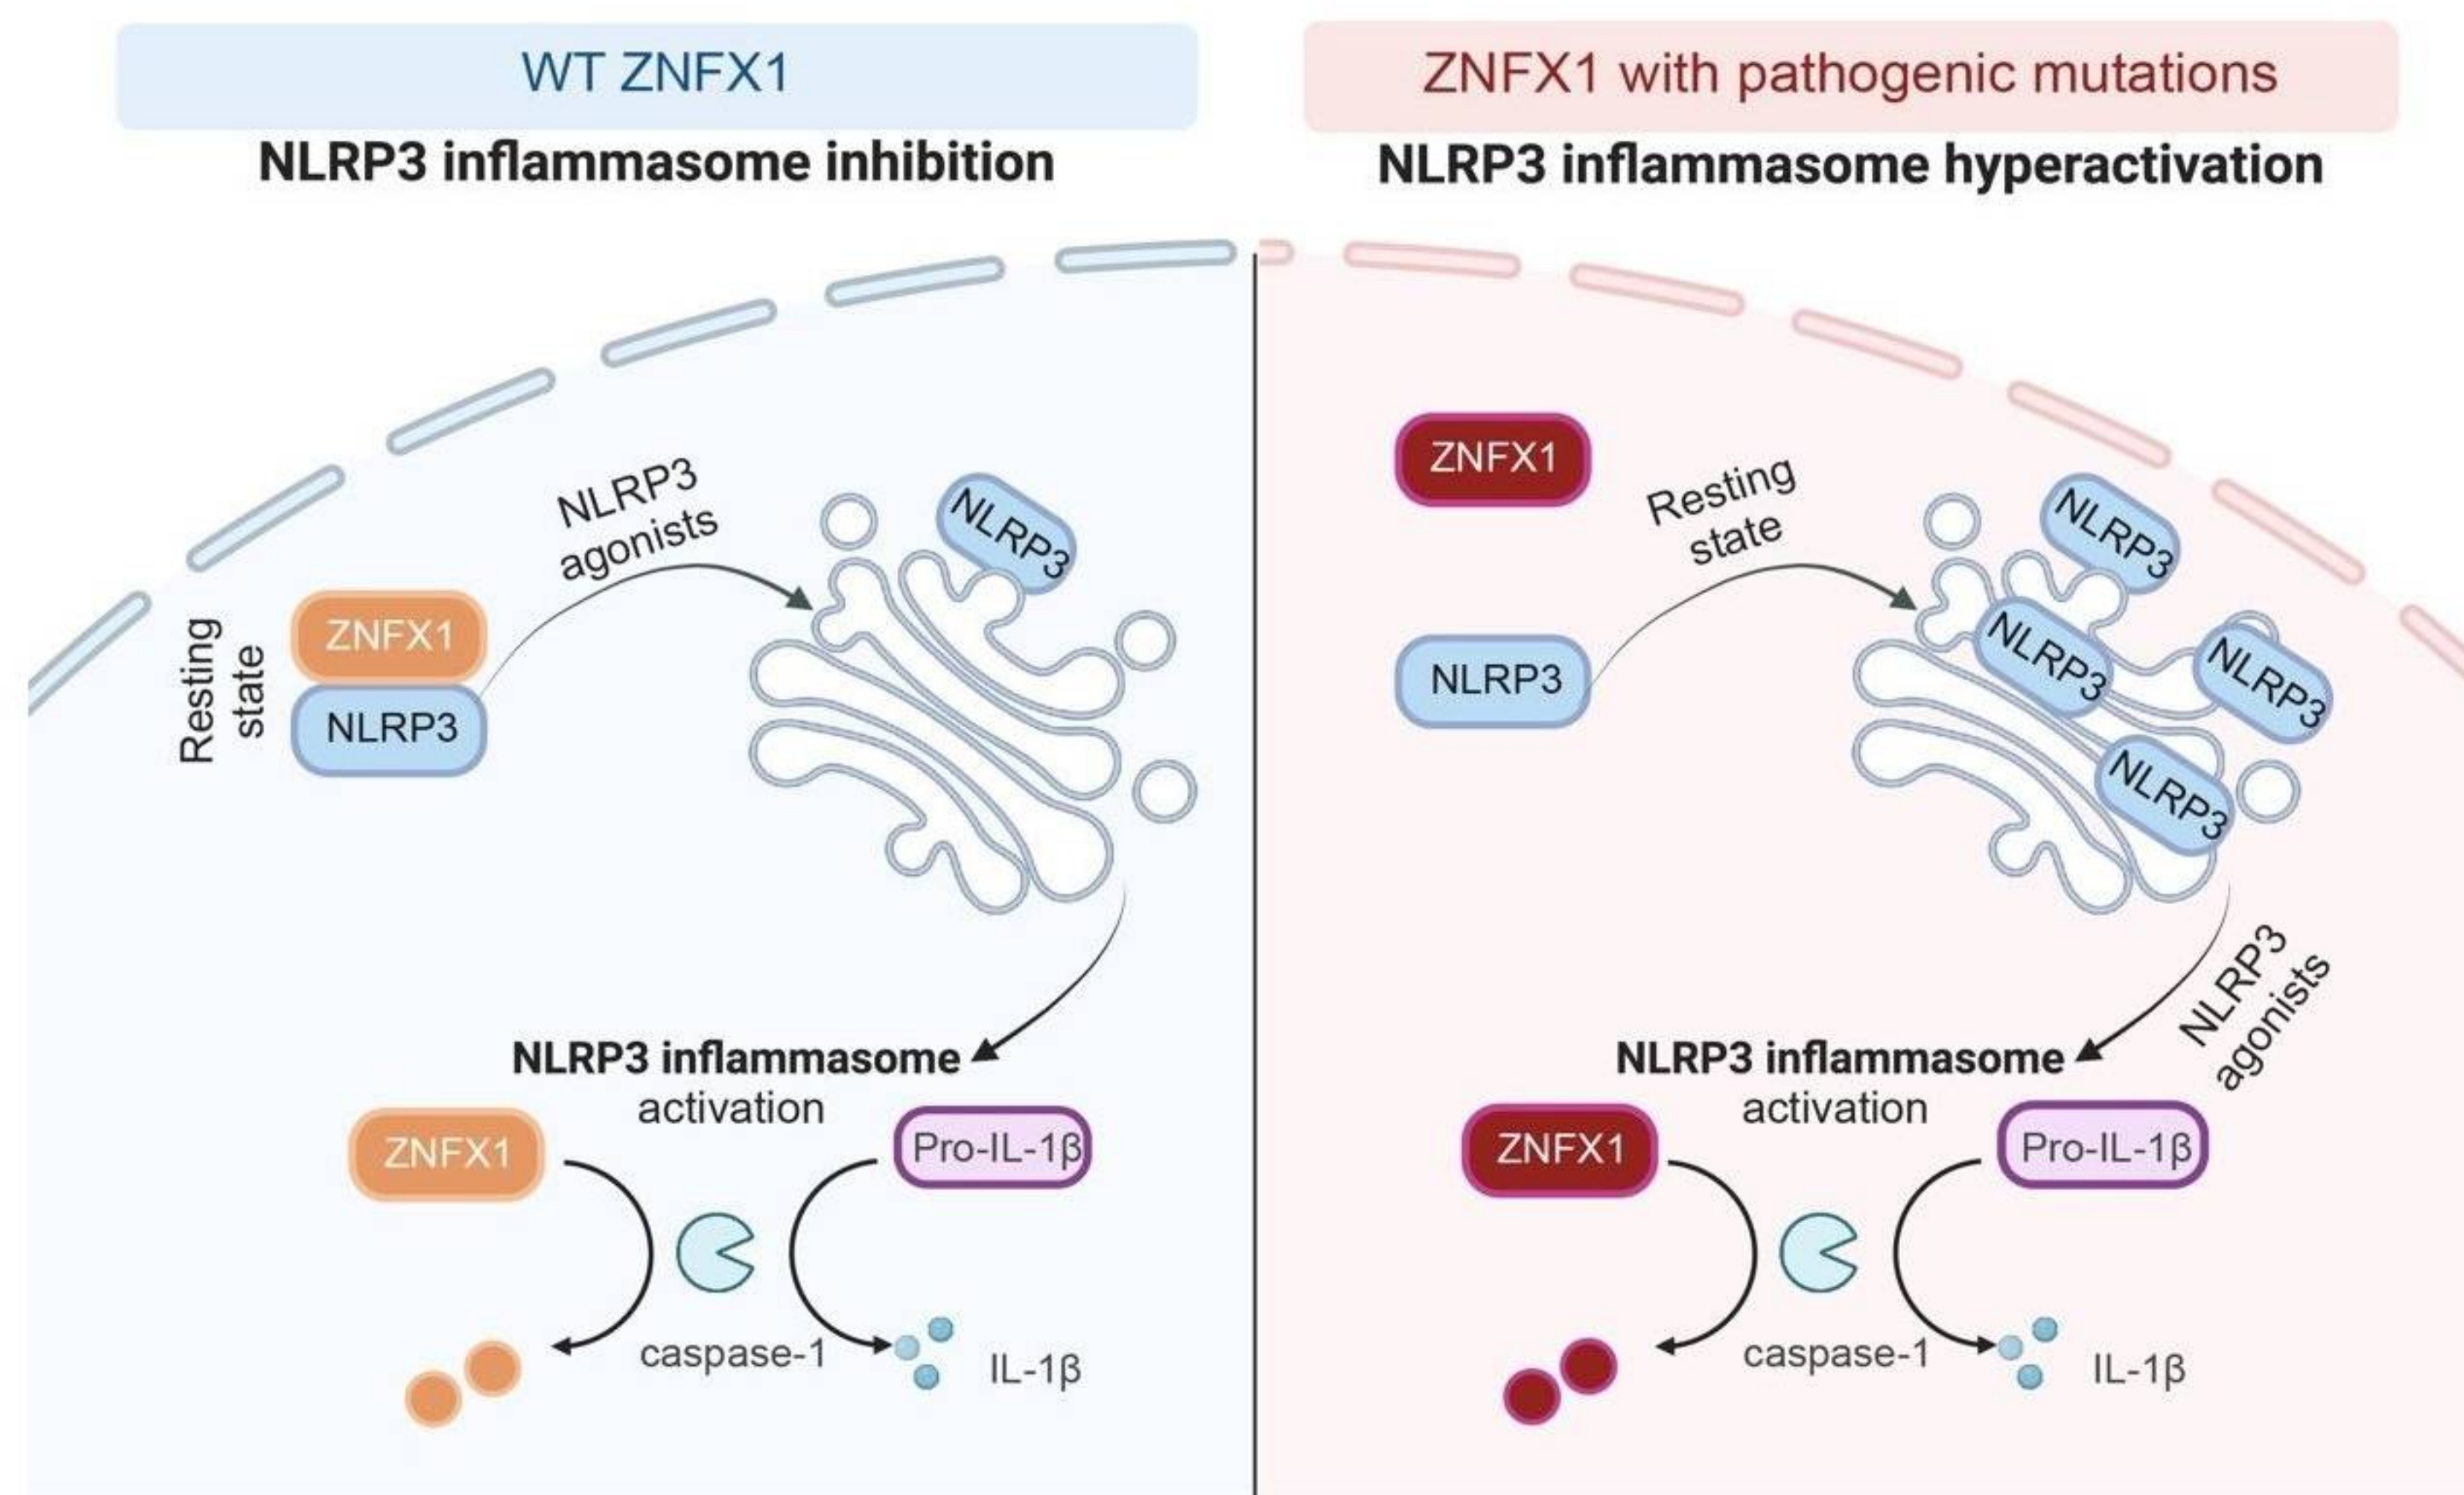 WT ZNFX1
NLRP3 inflammasome inhibition
NLRP3
agonists
NLRP3
Resting
state
ZNFX1
NLRP3
NLRP3 inflammasome
activation
ZNFX1
Pro-IL-1β
caspase-1
IL-1β
ZNFX1 with pathogenic mutations
NLRP3 inflammasome hyperactivation
ZNFX1
Resting
state
NLRP3
NLRP3
NLRP3
NLRP3
NLRP3
NLRP3
agonists
NLRP3 inflammasome
activation
ZNFX1
Pro-IL-1β
caspase-1
IL-1β